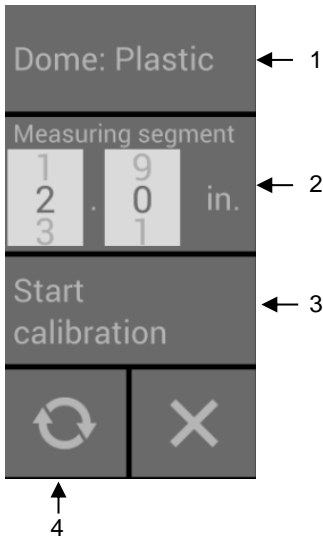 Dome: Plastic
1
Measuring segment
1 9
2 . 0 in.
3 1
2
Start
calibration
3
4